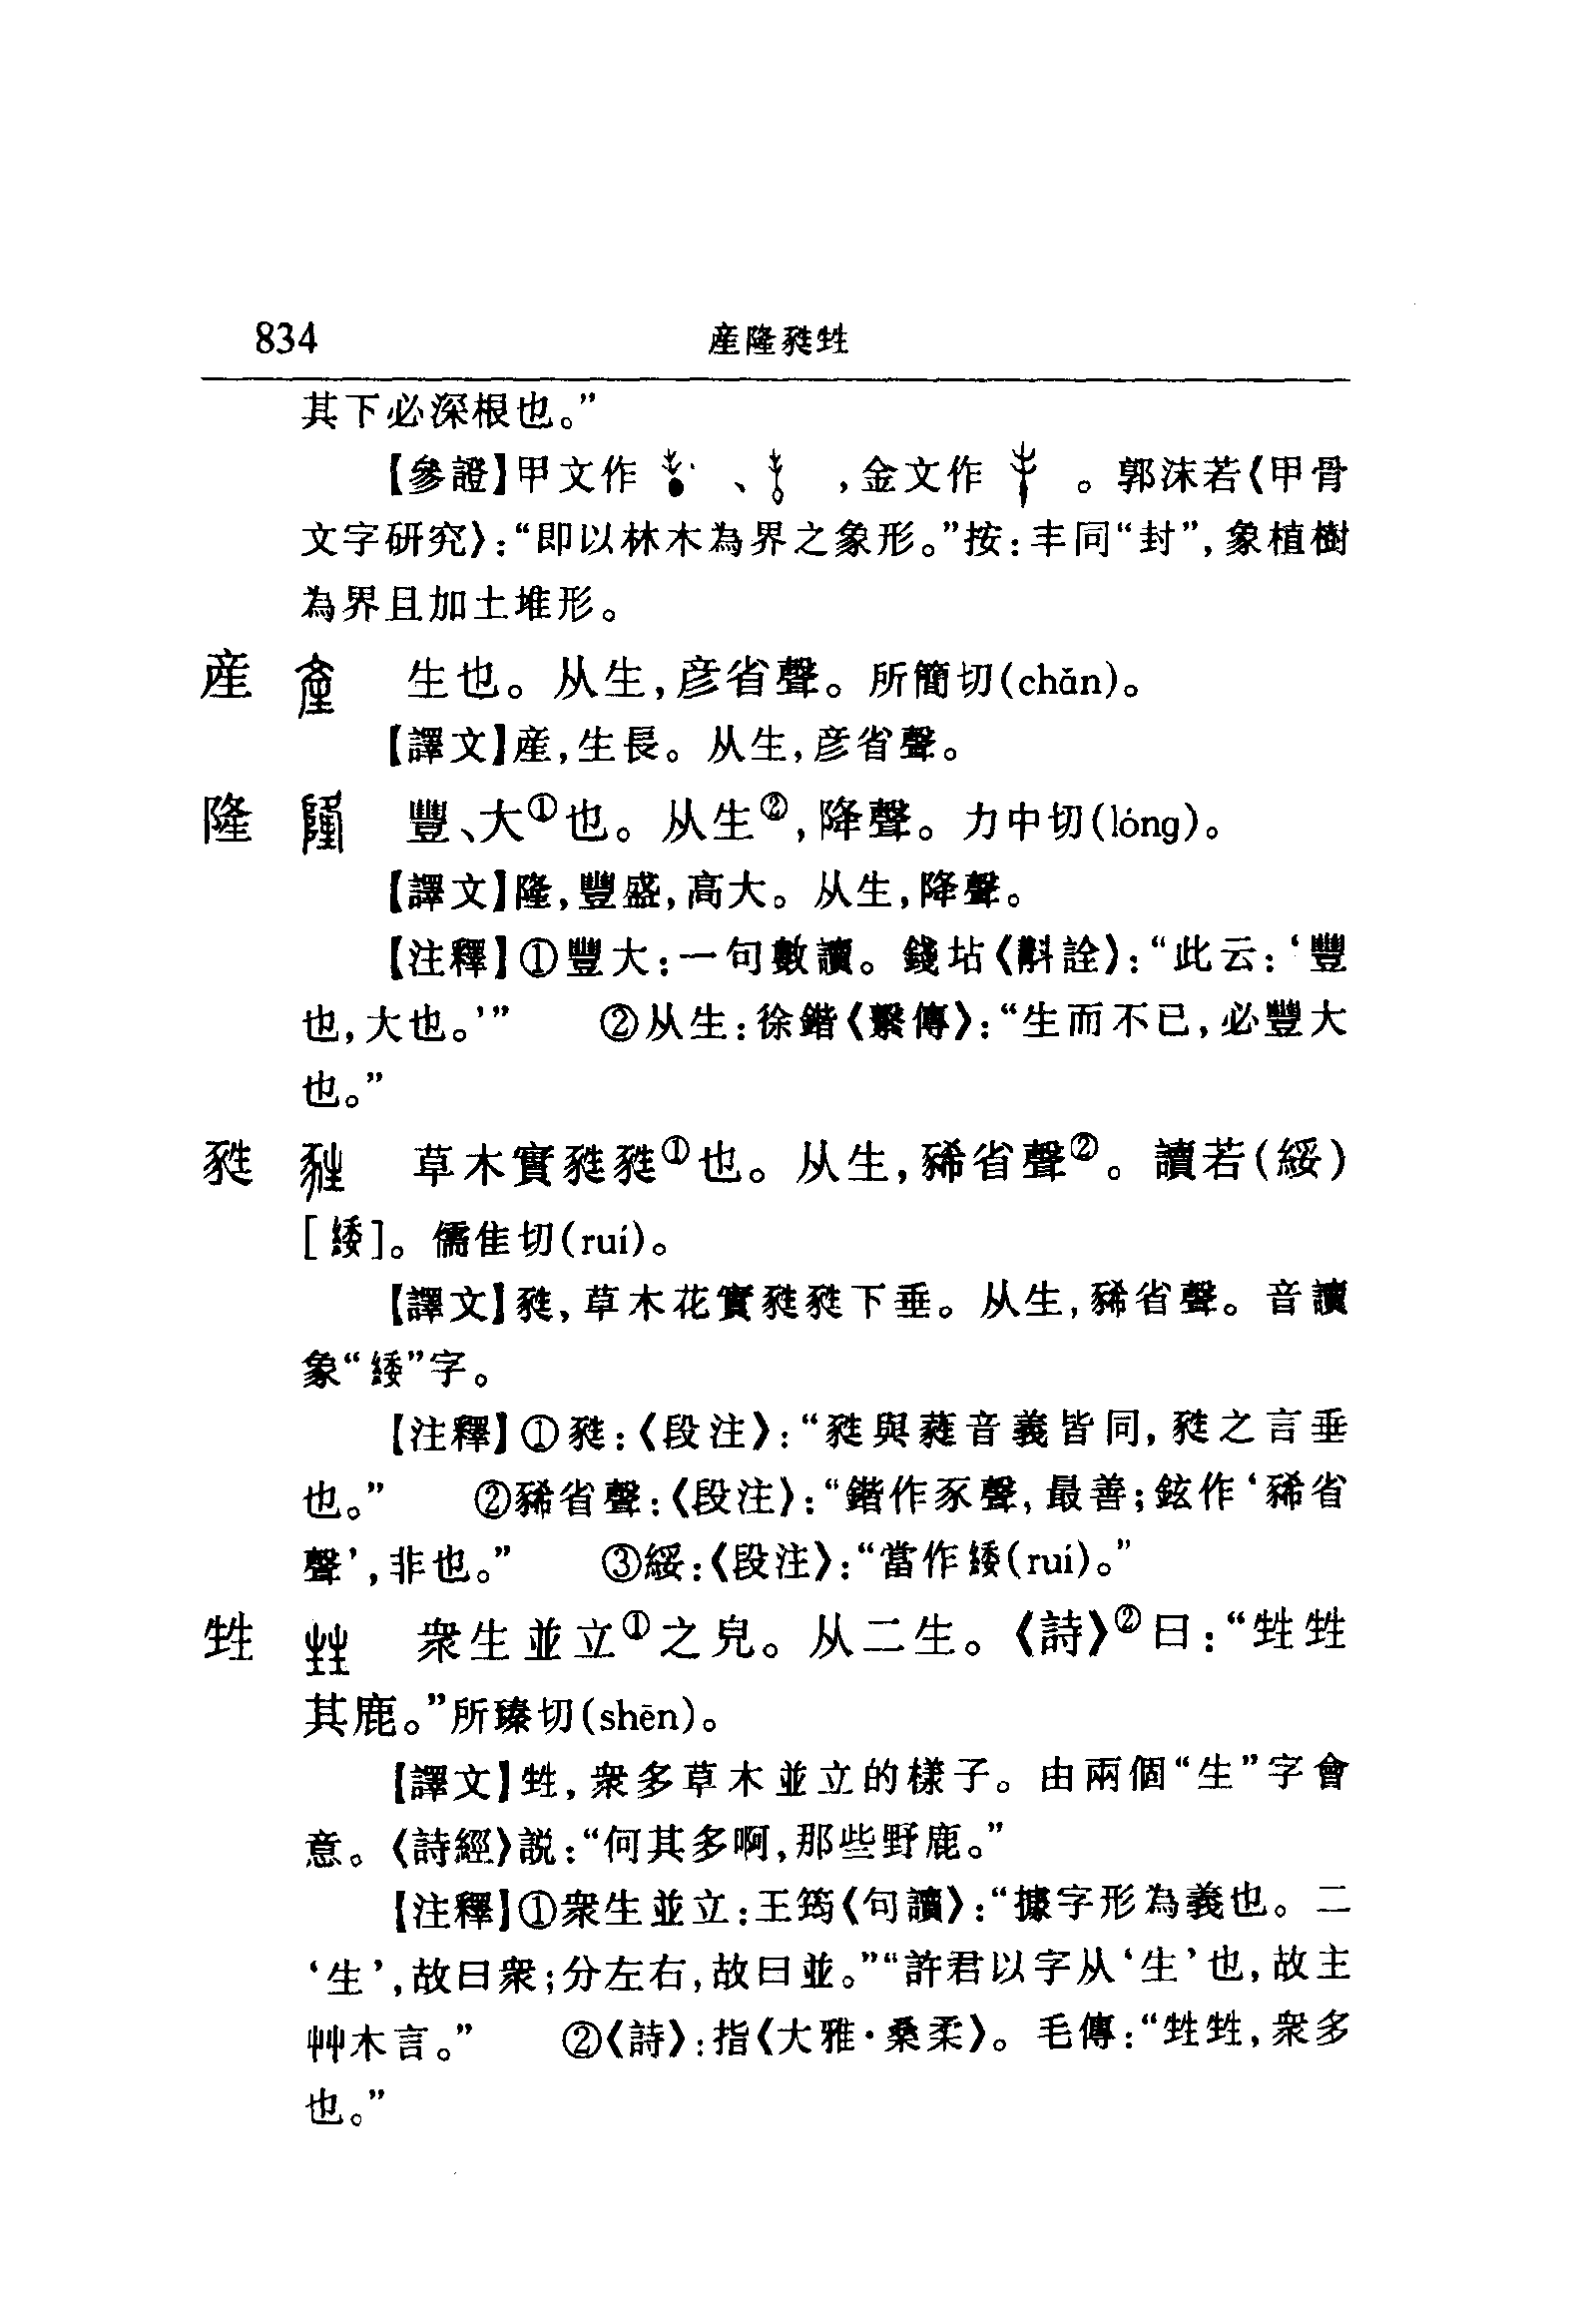 834 産隆甤甡
其下必深根也。”
【參證】甲文作 、 ,金文作 。郭沫若《甲骨
文字研究》:“即以林木為界之象形。”按:丰同“封”,象植樹
為界且加土堆形。
産 生也。从生,彦省聲。所簡切(chǎn)。
【譯文】産,生長。从生,彦省聲。
隆 豐、大①也。从生②,降聲。力中切(lóng)。
【譯文】隆,豐盛,高大。从生,降聲。
【注釋】①豐大:一句數讀。錢坫《斠詮》:“此云:‘豐
也,大也。’” ②从生:徐鍇《繫傳》:“生而不已,必豐大
也。”
甤 草木實甤甤①也。从生,豨省聲②。讀若(綏)
[緌]。儒隹切(ruí)。
【譯文】甤,草木花實甤甤下垂。从生,豨省聲。音讀
象“緌”字。
【注釋】①甤:《段注》:“甤與蕤音義皆同,甤之言垂
也。” ②豨省聲:《段注》:“鍇作豕聲,最善;鉉作‘豨省
聲’,非也。” ③綏:《段注》:“當作緌(ruí)。”
甡 衆生並立①之皃。从二生。《詩》②曰:“甡甡
其鹿。”所臻切(shēn)。
【譯文】甡,衆多草木並立的樣子。由兩個“生”字會
意。《詩經》説:“何其多啊,那些野鹿。”
【注釋】①衆生並立:王筠《句讀》:“據字形為義也。二
‘生’,故曰衆;分左右,故曰並。”“許君以字从‘生’也,故主
艸木言。” ②《詩》:指《大雅·桑柔》。毛傳:“甡甡,衆多
也。”